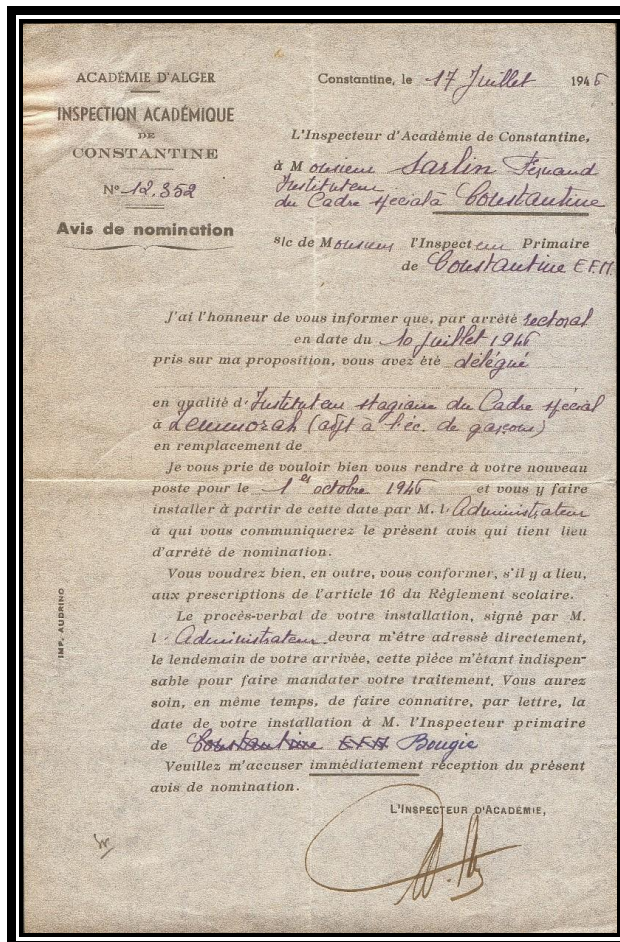 ACADÉMIE D'ALGER
INSPECTION ACADÉMIQUE
DE
CONSTANTINE
N° 12.352
Avis de nomination
Constantine, le 17 Juillet 1946
L'Inspecteur d'Académie de Constantine,
à Monsieur Sarlin Fernand
Instituteur
du Cadre spécial à Constantine
s/c de Monsieur l'Inspecteur Primaire
de Constantine E.F.M.
J'ai l'honneur de vous informer que, par arrêté rectoral
en date du 10 juillet 1946
pris sur ma proposition, vous avez été délégué
en qualité d'Instituteur stagiaire du Cadre spécial
à Lemmorah (adjt à l'éc. de garçons)
en remplacement de
Je vous prie de vouloir bien vous rendre à votre nouveau
poste pour le 1er octobre 1946 et vous y faire
installer à partir de cette date par M. l'Administrateur
à qui vous communiquerez le présent avis qui tient lieu
d'arrêté de nomination.
Vous voudrez bien, en outre, vous conformer, s'il y a lieu,
aux prescriptions de l'article 16 du Règlement scolaire.
Le procès-verbal de votre installation, signé par M.
l'Administrateur devra m'être adressé directement,
le lendemain de votre arrivée, cette pièce m'étant indispen-
sable pour faire mandater votre traitement. Vous aurez
soin, en même temps, de faire connaitre, par lettre, la
date de votre installation à M. l'Inspecteur primaire
de Constantine EFM Bougie
Veuillez m'accuser immédiatement réception du présent
avis de nomination.
L'INSPECTEUR D'ACADÉMIE,
IMP. AUDRINO